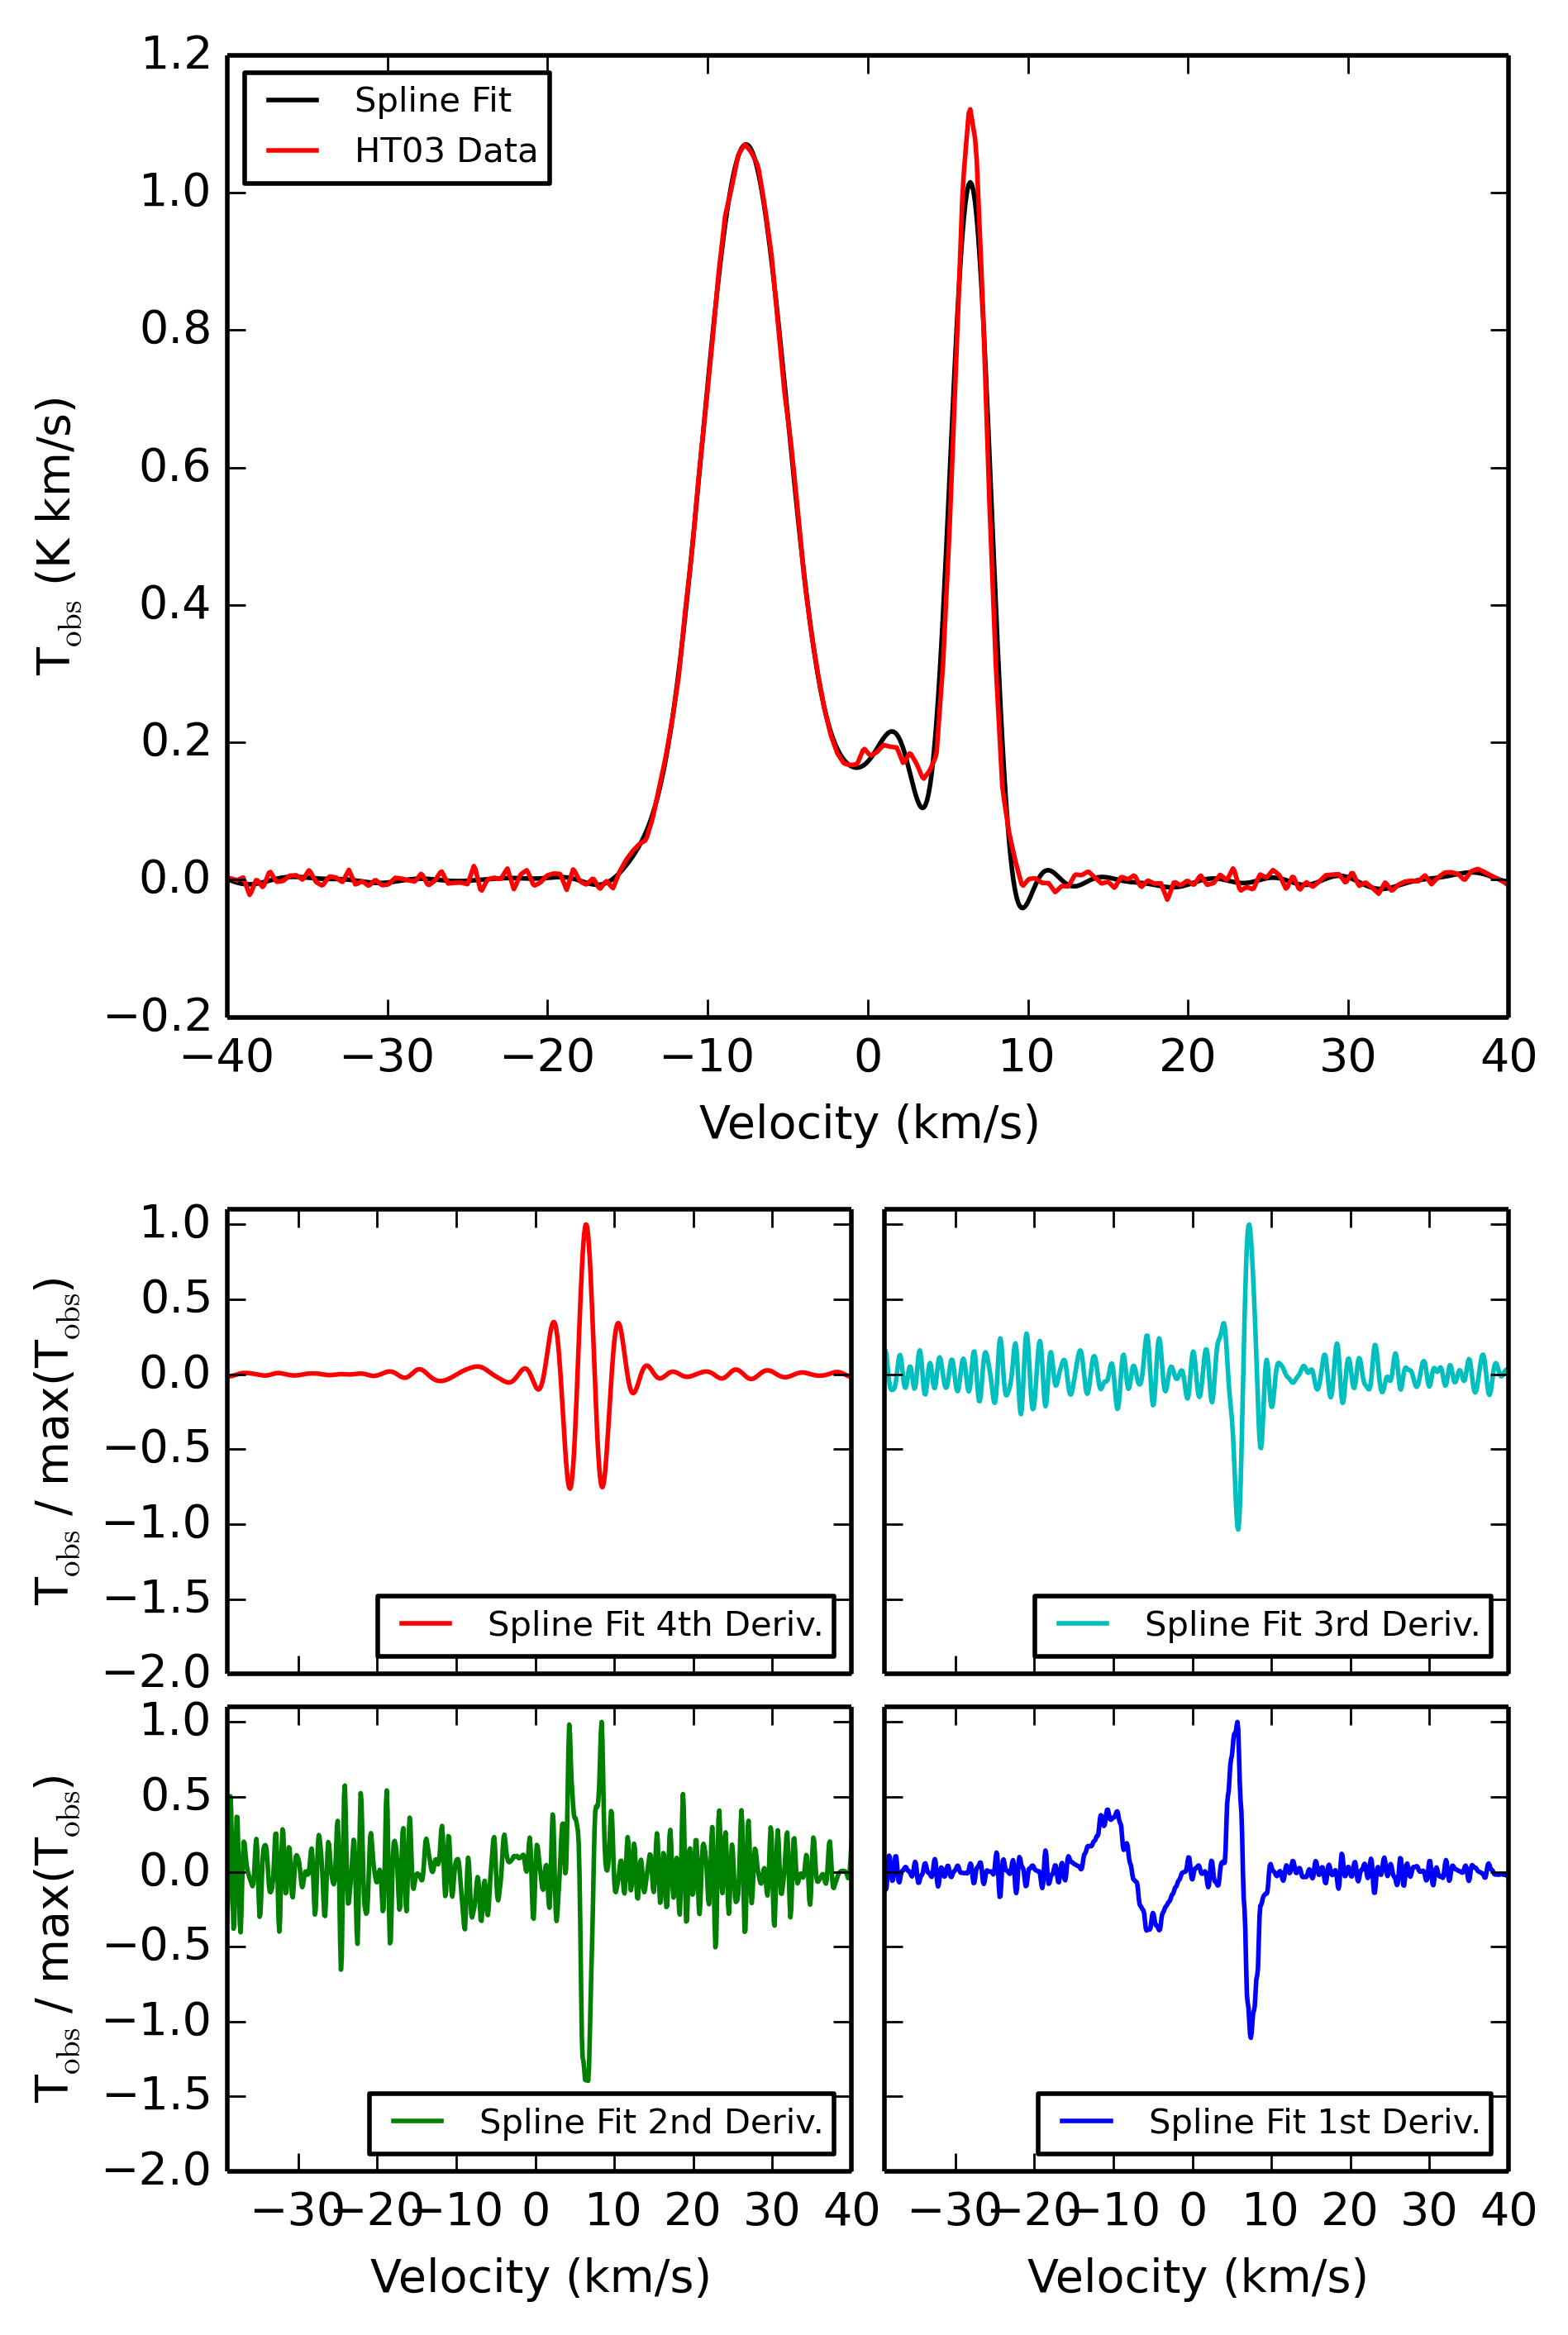 1.2
1.0
0.8
0.6
0.4
0.2
0.0
−0.2
T_obs (K km/s)
Spline Fit
HT03 Data
−40 −30 −20 −10 0 10 20 30 40
Velocity (km/s)
1.0
0.5
0.0
−0.5
−1.0
−1.5
−2.0
T_obs / max(T_obs)
Spline Fit 4th Deriv.
Spline Fit 3rd Deriv.
1.0
0.5
0.0
−0.5
−1.0
−1.5
−2.0
T_obs / max(T_obs)
Spline Fit 2nd Deriv.
Spline Fit 1st Deriv.
−30 −20 −10 0 10 20 30 40
−30 −20 −10 0 10 20 30 40
Velocity (km/s)
Velocity (km/s)